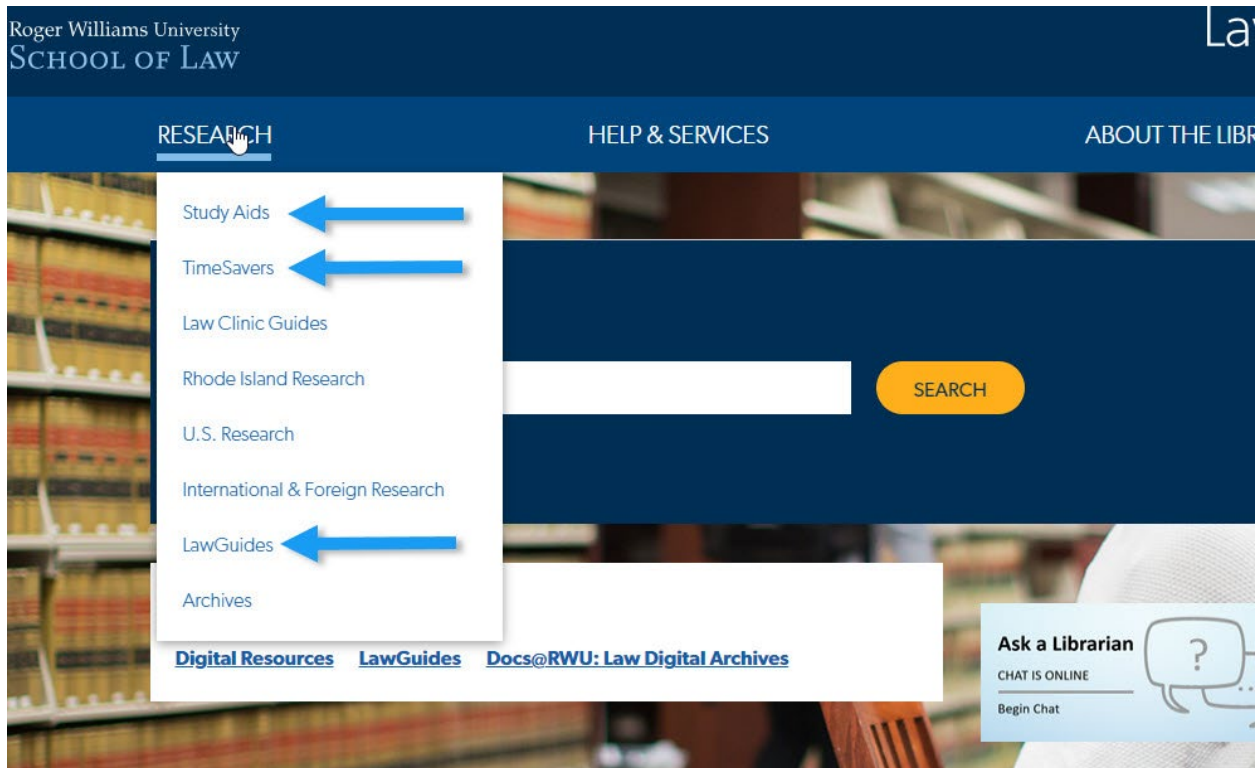 Roger Williams University
SCHOOL OF LAW
RESEARCH
HELP & SERVICES
ABOUT THE
Study Aids
TimeSavers
Law Clinic Guides
Rhode Island Research
SEARCH
U.S. Research
International & Foreign Research
LawGuides
Archives
Digital Resources LawGuides Docs@RWU: Law Digital Archives
Ask a Librarian
?
CHAT IS ONLINE
Begin Chat